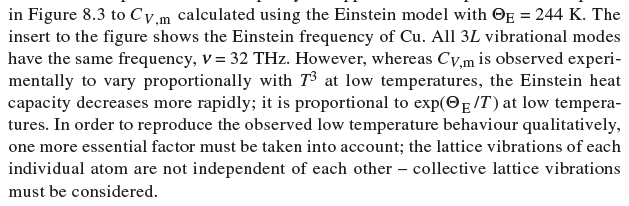 in Figure 8.3 to CV,m calculated using the Einstein model with ΘE = 244 K. The
insert to the figure shows the Einstein frequency of Cu. All 3L vibrational modes
have the same frequency, ν = 32 THz. However, whereas CV,m is observed experi-
mentally to vary proportionally with T3 at low temperatures, the Einstein heat
capacity decreases more rapidly; it is proportional to exp(ΘE/T) at low tempera-
tures. In order to reproduce the observed low temperature behaviour qualitatively,
one more essential factor must be taken into account; the lattice vibrations of each
individual atom are not independent of each other – collective lattice vibrations
must be considered.